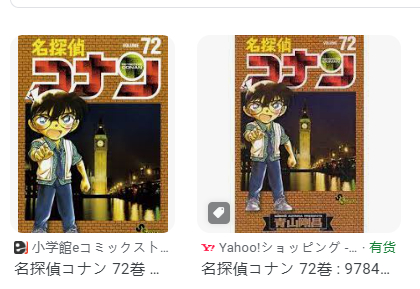 名探偵
VOLUME 72
コナン
名探偵
VOLUME 72
コナン
青山剛昌
小学館eコミックスト...
名探偵コナン 72巻 ...
Yahoo!ショッピング -... · 有货
名探偵コナン 72巻 : 9784...